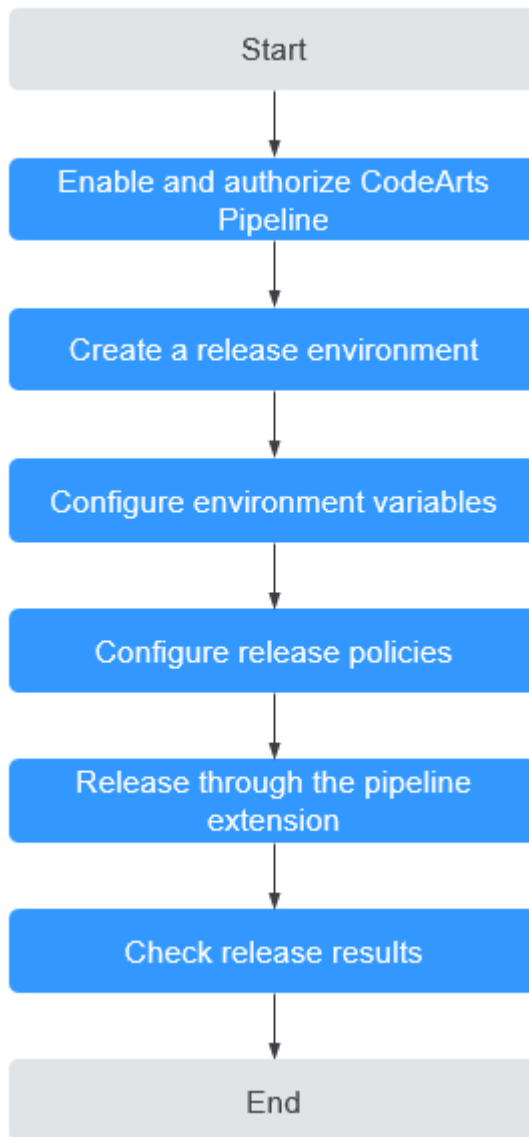 Start
Enable and authorize CodeArts
Pipeline
Create a release environment
Configure environment variables
Configure release policies
Release through the pipeline
extension
Check release results
End